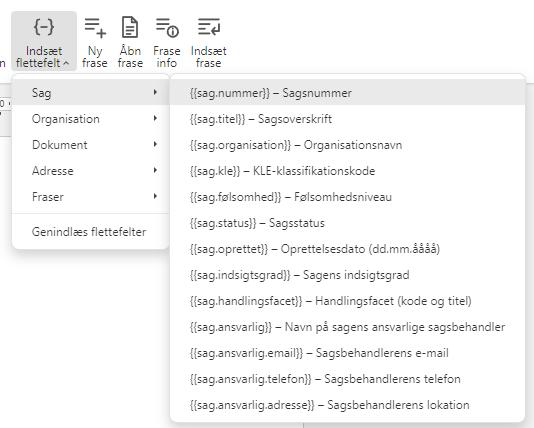 n
Indsæt flettefelt
Ny frase
Åbn frase
Frase info
Indsæt frase
0
Sag
Organisation
Dokument
Adresse
Fraser
Genindlæs flettefelter
{{sag.nummer}} – Sagsnummer
{{sag.titel}} – Sagsoverskrift
{{sag.organisation}} – Organisationsnavn
{{sag.kle}} – KLE-klassifikationskode
{{sag.følsomhed}} – Følsomhedsniveau
{{sag.status}} – Sagsstatus
{{sag.oprettet}} – Oprettelsesdato (dd.mm.åååå)
{{sag.indsigtsgrad}} – Sagens indsigtsgrad
{{sag.handlingsfacet}} – Handlingsfacet (kode og titel)
{{sag.ansvarlig}} – Navn på sagens ansvarlige sagsbehandler
{{sag.ansvarlig.email}} – Sagsbehandlerens e-mail
{{sag.ansvarlig.telefon}} – Sagsbehandlerens telefon
{{sag.ansvarlig.adresse}} – Sagsbehandlerens lokation